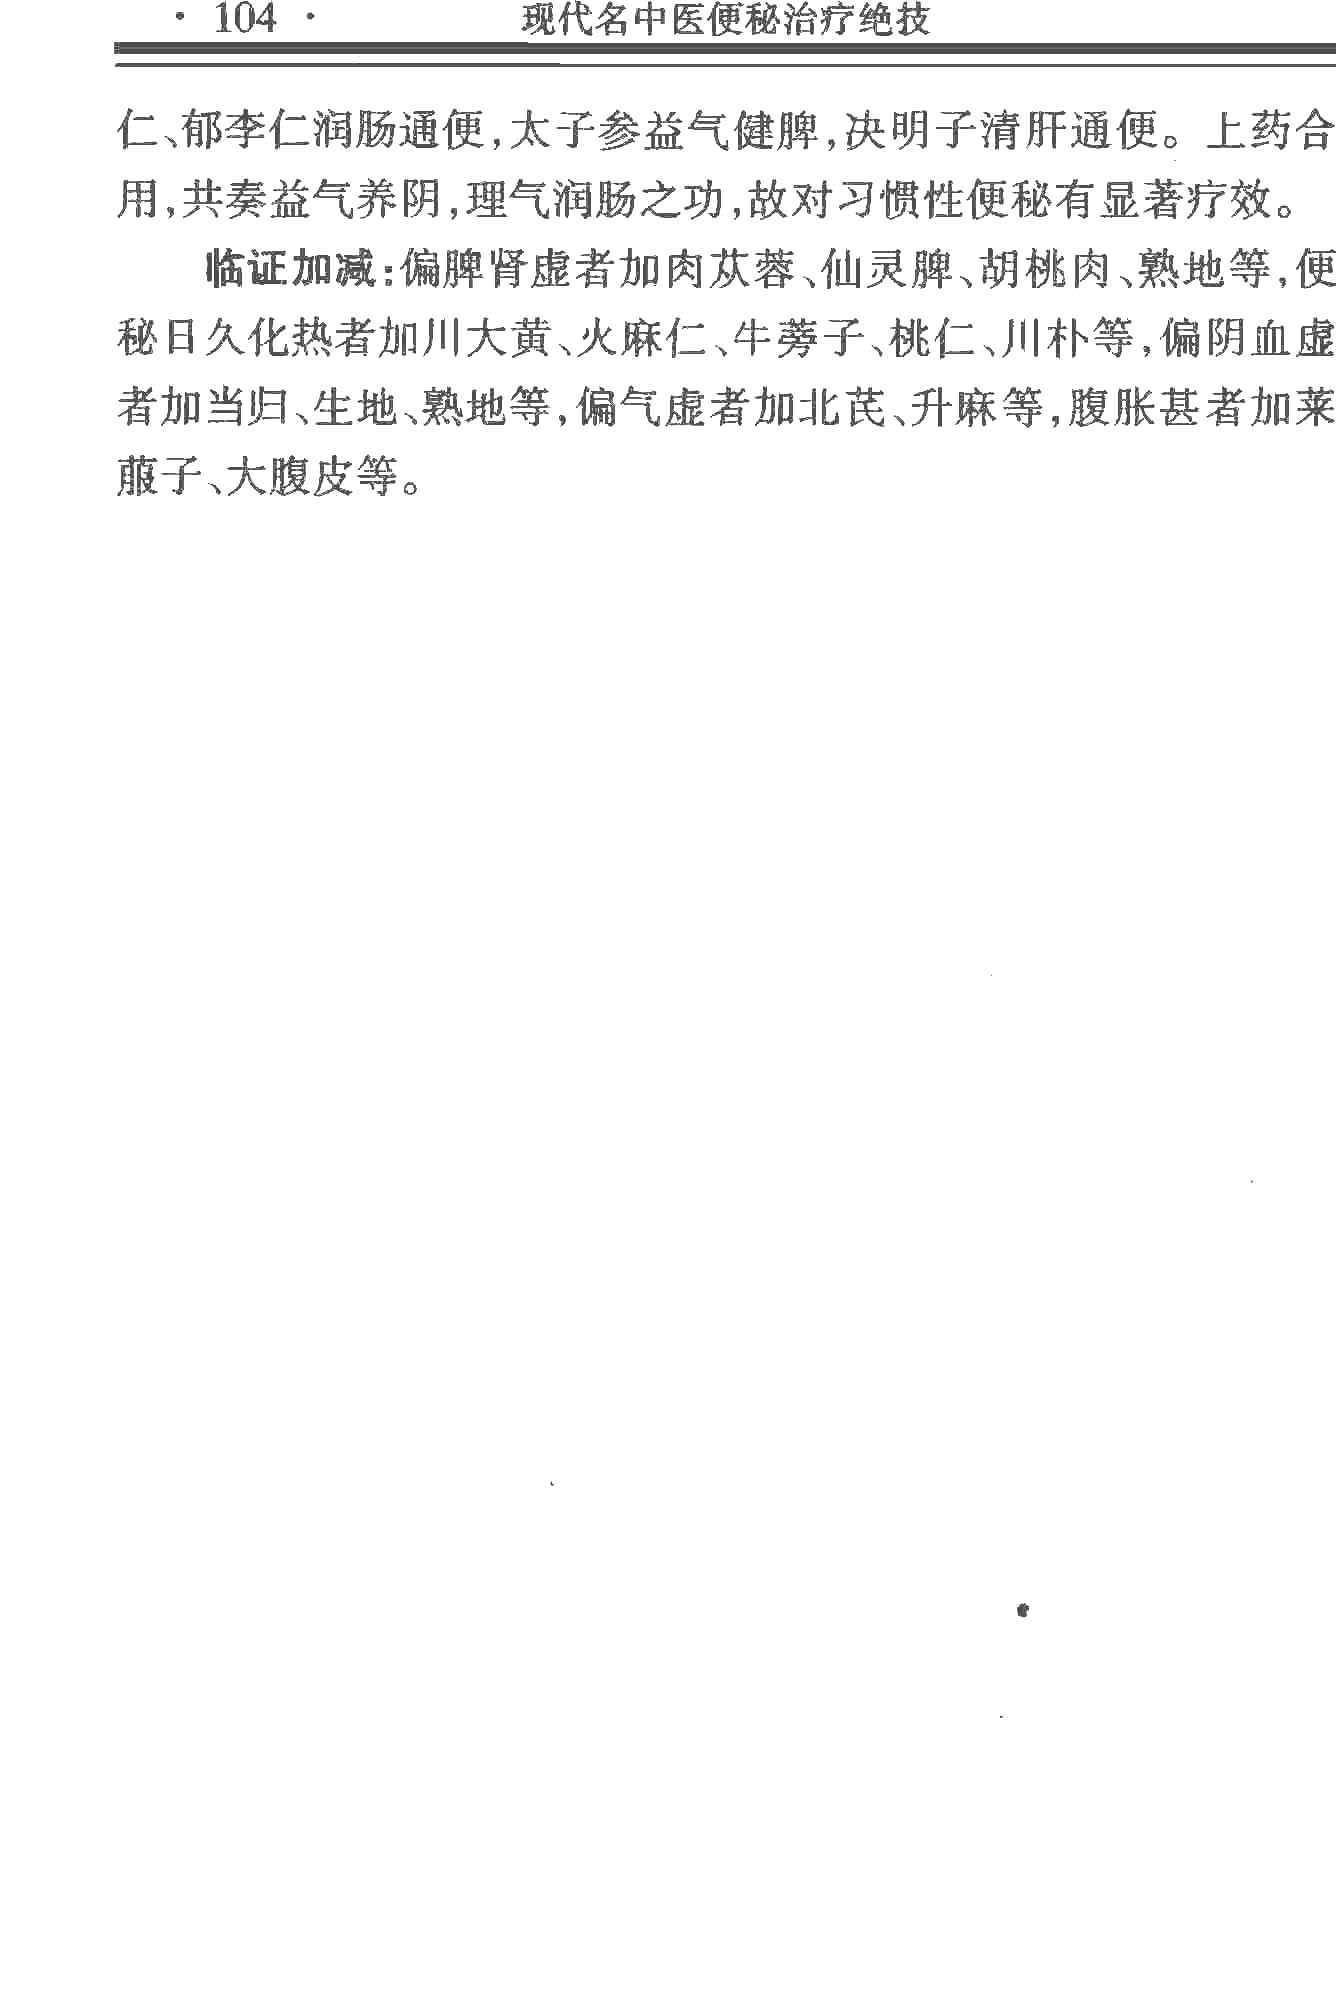 · 104 · 现代名中医便秘治疗绝技
仁、郁李仁润肠通便,太子参益气健脾,决明子清肝通便。上药合
用,共奏益气养阴,理气润肠之功,故对习惯性便秘有显著疗效。
临证加减:偏脾肾虚者加肉苁蓉、仙灵脾、胡桃肉、熟地等,便
秘日久化热者加川大黄、火麻仁、牛蒡子、桃仁、川朴等,偏阴血虚
者加当归、生地、熟地等,偏气虚者加北芪、升麻等,腹胀甚者加莱
菔子、大腹皮等。